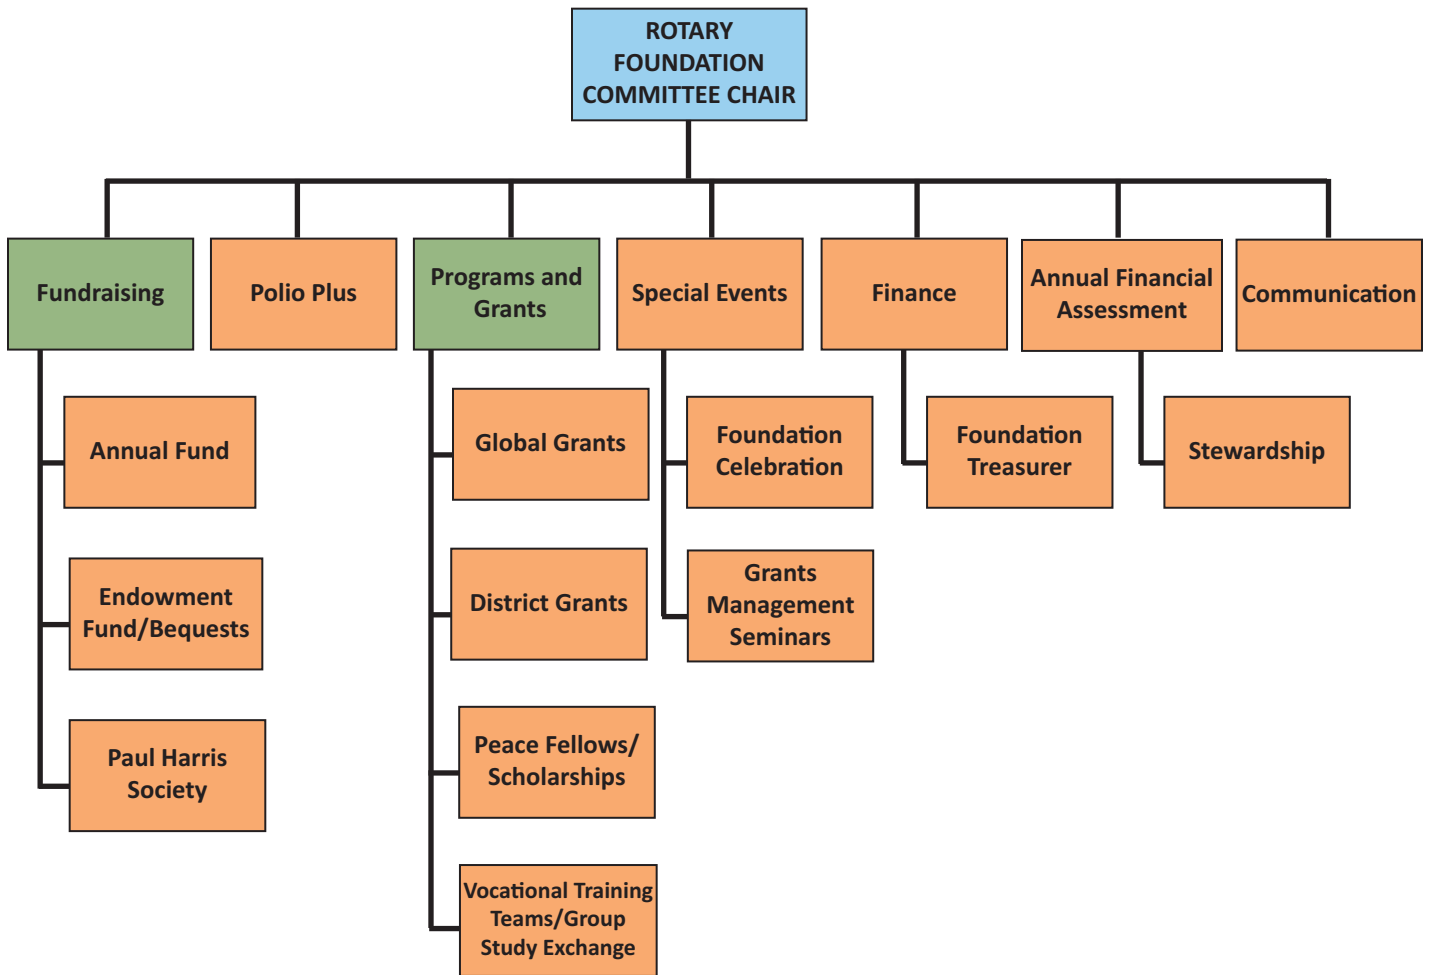 ROTARY
FOUNDATION
COMMITTEE CHAIR
Fundraising
Polio Plus
Programs and
Grants
Special Events
Finance
Annual Financial
Assessment
Communication
Annual Fund
Endowment
Fund/Bequests
Paul Harris
Society
Global Grants
District Grants
Peace Fellows/
Scholarships
Vocational Training
Teams/Group
Study Exchange
Foundation
Celebration
Grants
Management
Seminars
Foundation
Treasurer
Stewardship